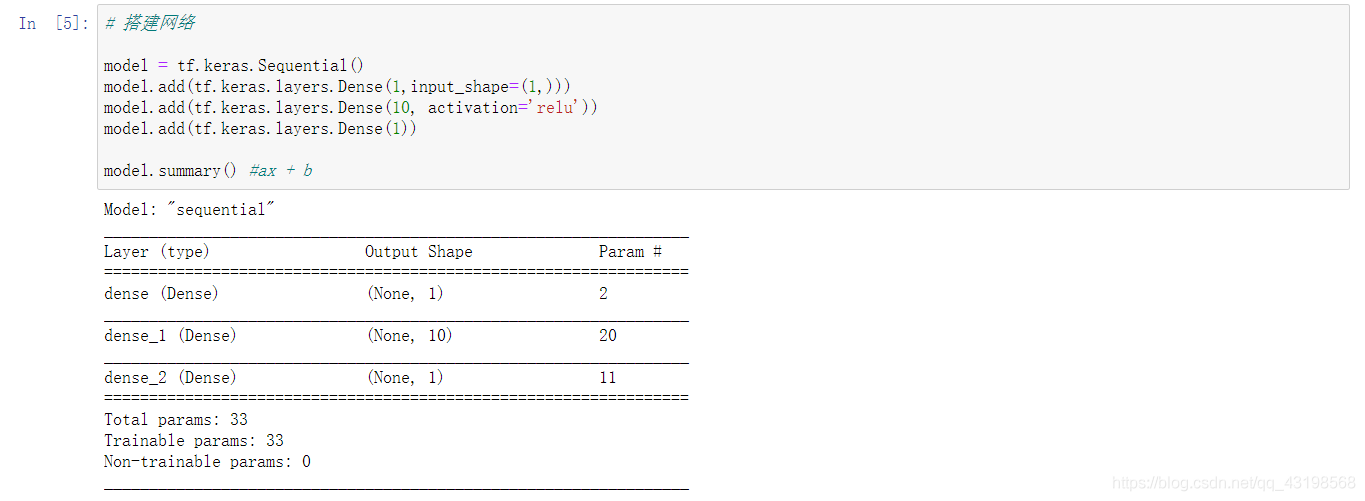 In [5]:
# 搭建网络
model = tf.keras.Sequential()
model.add(tf.keras.layers.Dense(1,input_shape=(1,)))
model.add(tf.keras.layers.Dense(10, activation='relu'))
model.add(tf.keras.layers.Dense(1))
model.summary() #ax + b
Model: "sequential"
_________________________________________________________________
Layer (type)                 Output Shape              Param #
=================================================================
dense (Dense)                (None, 1)                 2
_________________________________________________________________
dense_1 (Dense)              (None, 10)                20
_________________________________________________________________
dense_2 (Dense)              (None, 1)                 11
=================================================================
Total params: 33
Trainable params: 33
Non-trainable params: 0
_________________________________________________________________
https://blog.csdn.net/qq_43198568